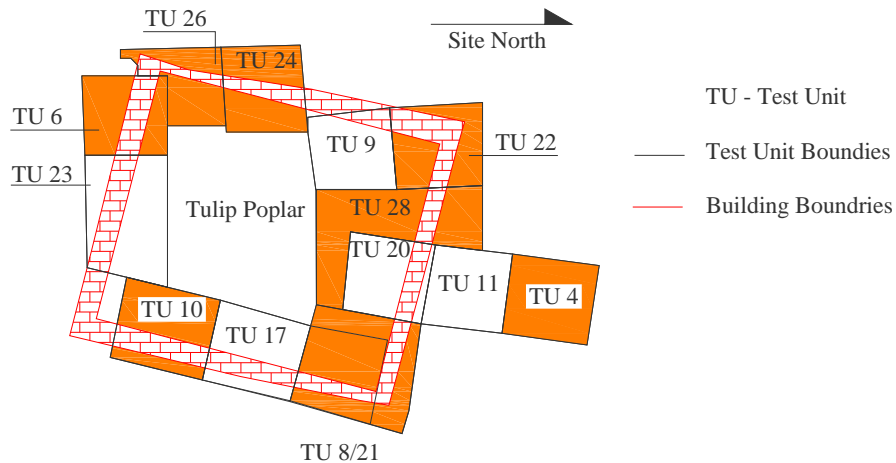 TU 26
Site North
TU 24
TU - Test Unit
TU 6
TU 9
TU 22
Test Unit Boundies
TU 23
Tulip Poplar
TU 28
Building Boundries
TU 20
TU 11
TU 4
TU 10
TU 17
TU 8/21